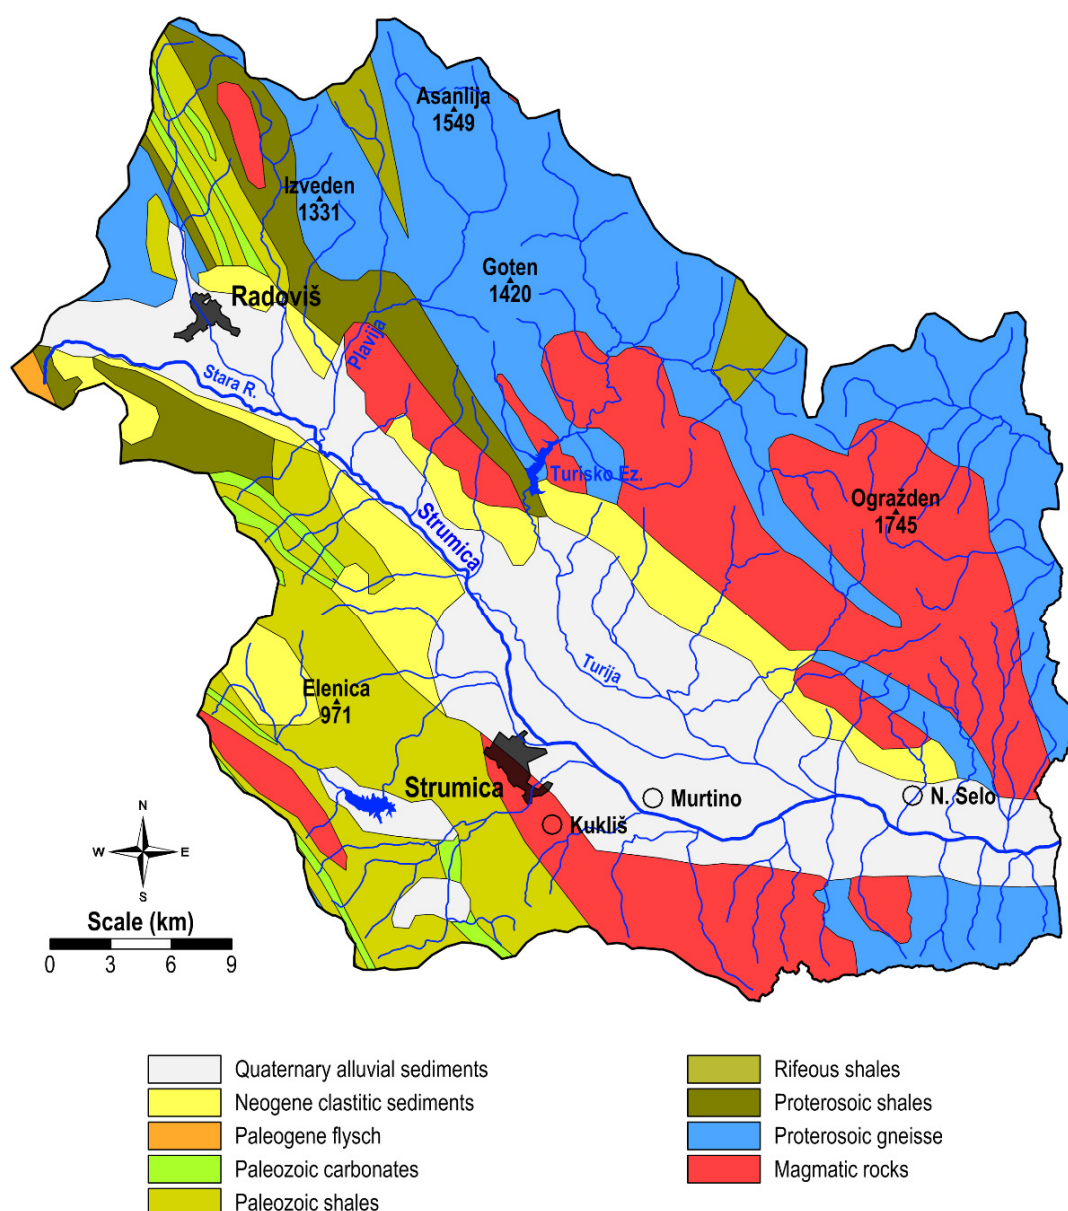 Asanlija
1549
Izveden
1331
Goten
1420
Radoviš
Plavija
Stara R.
Turisko Ez.
Ogražden
1745
Strumica
Turija
Elenica
971
Strumica
Murtino
N. Selo
Kukliš
N
W
E
S
Scale (km)
0 3 6 9
Quaternary alluvial sediments
Neogene clastitic sediments
Paleogene flysch
Paleozoic carbonates
Paleozoic shales
Rifeous shales
Proterosoic shales
Proterosoic gneisse
Magmatic rocks